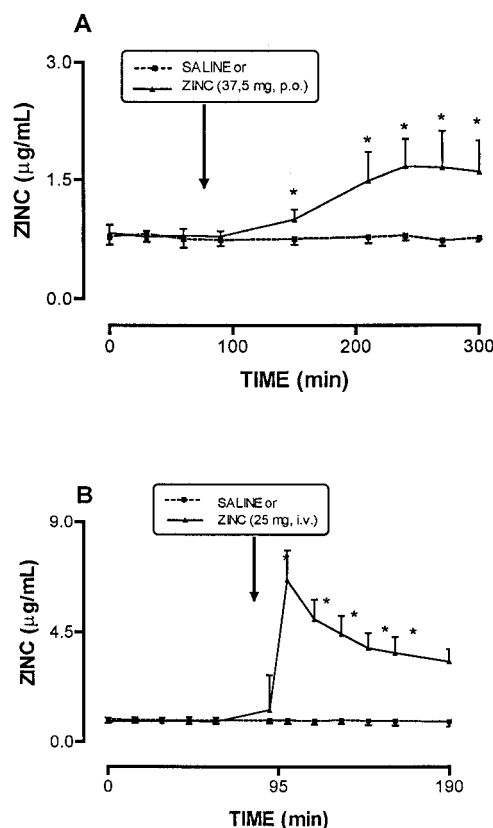 A
SALINE or
ZINC (37,5 mg, p.o.)
ZINC (µg/mL)
3.0
1.5
0.0
* * * * *
0 100 200 300
TIME (min)
B
SALINE or
ZINC (25 mg, i.v.)
ZINC (µg/mL)
9.0
4.5
0.0
* * * * *
0 95 190
TIME (min)